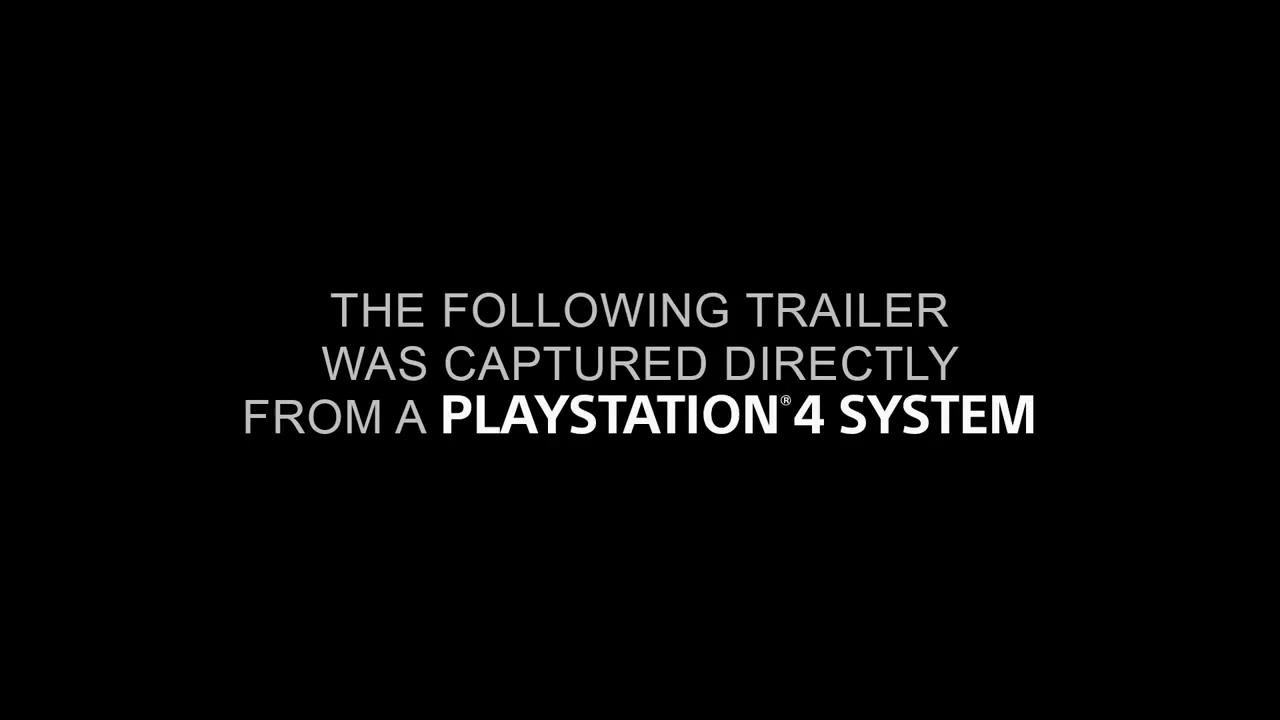 THE FOLLOWING TRAILER
WAS CAPTURED DIRECTLY
FROM A PLAYSTATION®4 SYSTEM